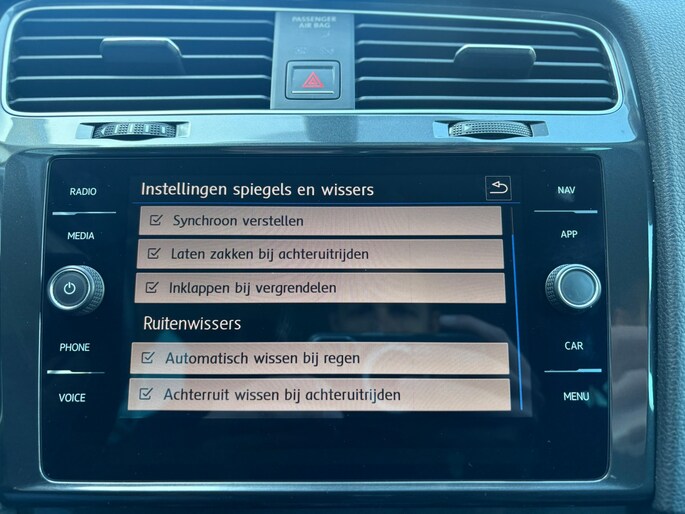 PASSENGER
AIR BAG
RADIO
MEDIA
PHONE
VOICE
Instellingen spiegels en wissers
Synchroon verstellen
Laten zakken bij achteruitrijden
Inklappen bij vergrendelen
Ruitenwissers
Automatisch wissen bij regen
Achterruit wissen bij achteruitrijden
NAV
APP
CAR
MENU